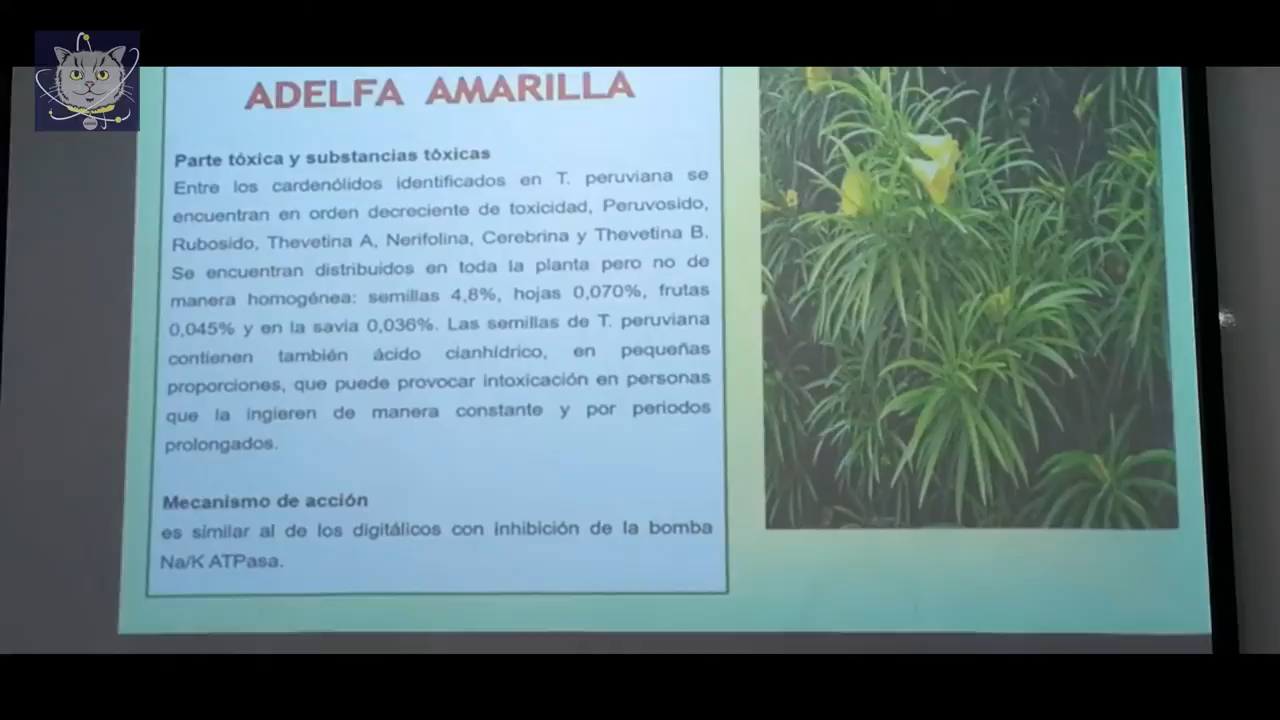 ADELFA AMARILLA
Parte tóxica y substancias tóxicas
Entre los cardenólidos identificados en T. peruviana se
encuentran en orden decreciente de toxicidad, Peruvosido,
Rubosido, Thevetina A, Nerifolina, Cerebrina y Thevetina B.
Se encuentran distribuidos en toda la planta pero no de
manera homogénea: semillas 4,8%, hojas 0,070%, frutas
0,045% y en la savia 0,036%. Las semillas de T. peruviana
contienen también ácido cianhídrico, en pequeñas
proporciones, que puede provocar intoxicación en personas
que la ingieren de manera constante y por periodos
prolongados.
Mecanismo de acción
es similar al de los digitálicos con inhibición de la bomba
Na/K ATPasa.